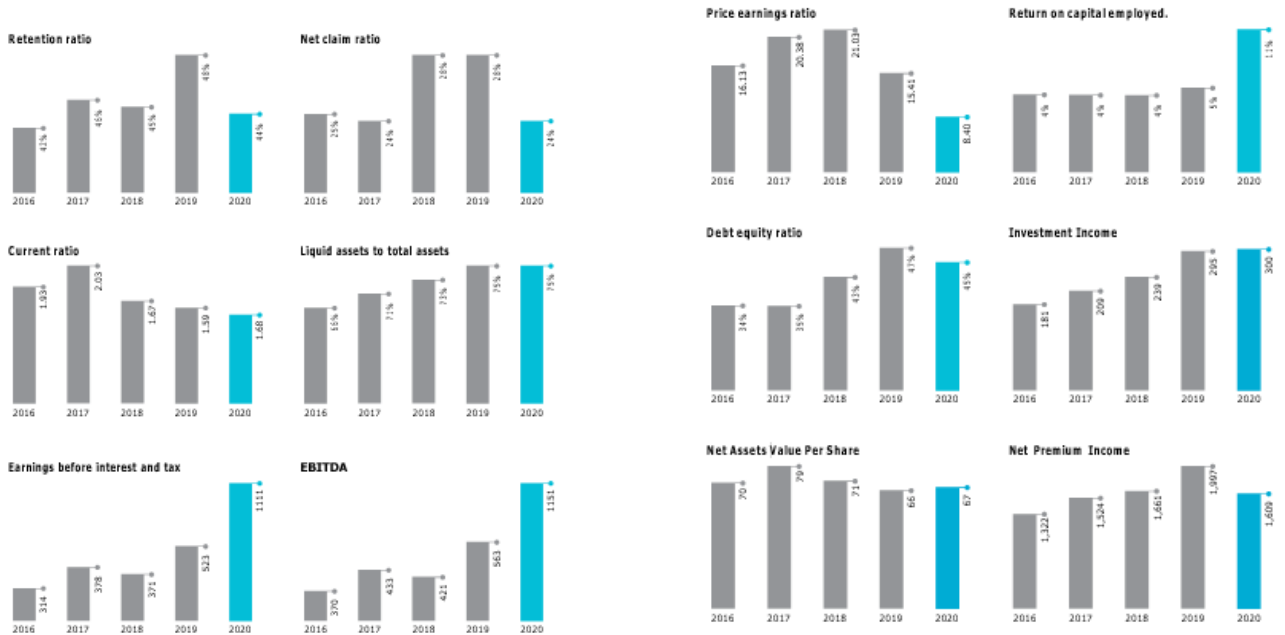 Retention ratio
46%
45%
48%
44%
2016 2017 2018 2019 2020
Net claim ratio
25%
24%
28%
28%
24%
2016 2017 2018 2019 2020
Price earnings ratio
16.13
20.38
21.03
15.41
8.40
2016 2017 2018 2019 2020
Return on capital employed.
4%
4%
4%
5%
11%
2016 2017 2018 2019 2020
Current ratio
1.93
2.03
1.67
1.59
1.68
2016 2017 2018 2019 2020
Liquid assets to total assets
71%
73%
75%
75%
2016 2017 2018 2019 2020
Debt equity ratio
34%
35%
43%
47%
45%
2016 2017 2018 2019 2020
Investment Income
181
209
239
295
300
2016 2017 2018 2019 2020
Earnings before interest and tax
314
378
371
523
1111
2016 2017 2018 2019 2020
EBITDA
370
433
421
563
1151
2016 2017 2018 2019 2020
Net Assets Value Per Share
70
79
71
66
67
2016 2017 2018 2019 2020
Net Premium Income
1,322
1,524
1,661
1,997
1,609
2016 2017 2018 2019 2020